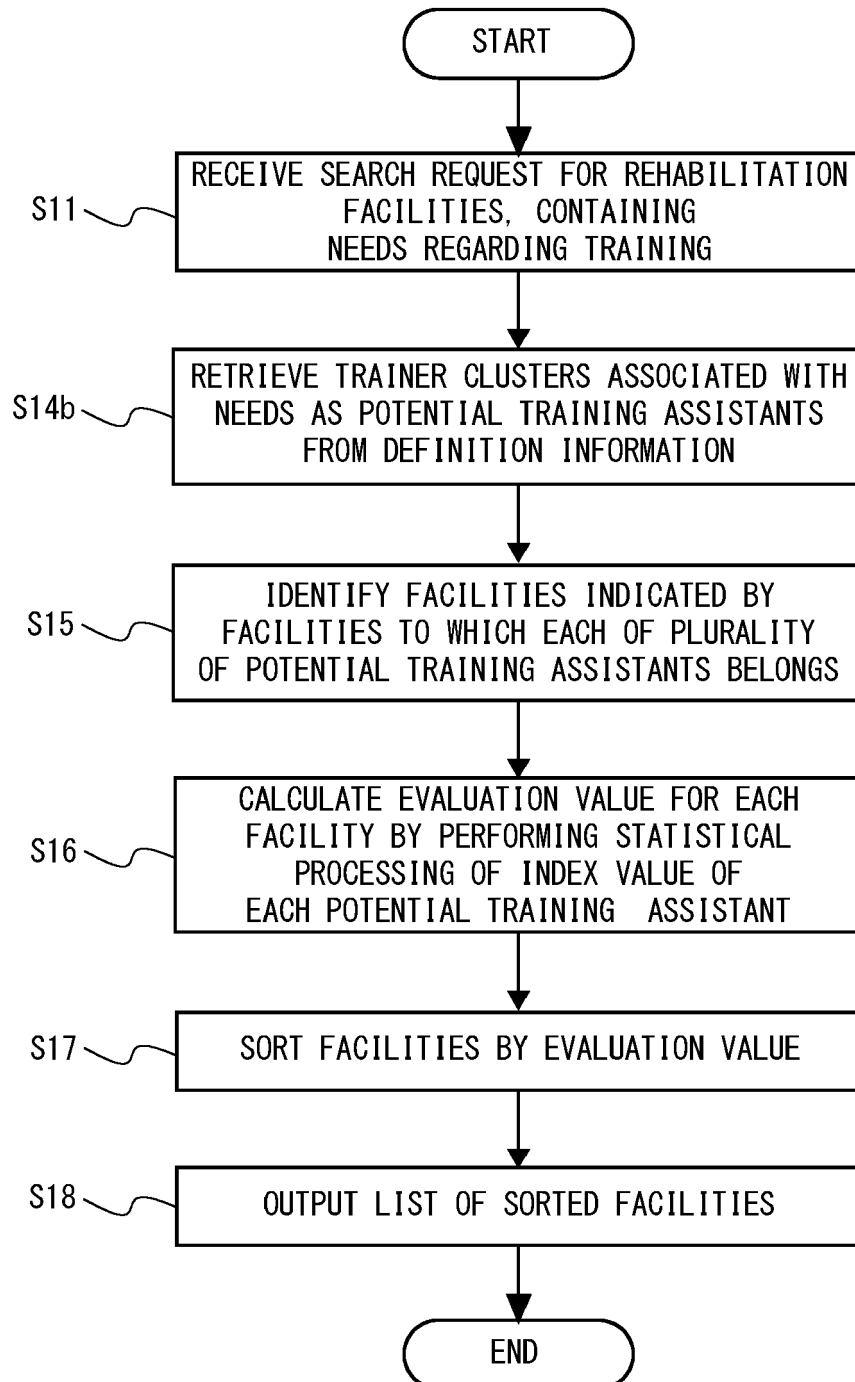 START
RECEIVE SEARCH REQUEST FOR REHABILITATION
FACILITIES, CONTAINING
NEEDS REGARDING TRAINING
S11
RETRIEVE TRAINER CLUSTERS ASSOCIATED WITH
NEEDS AS POTENTIAL TRAINING ASSISTANTS
FROM DEFINITION INFORMATION
S14b
IDENTIFY FACILITIES INDICATED BY
FACILITIES TO WHICH EACH OF PLURALITY
OF POTENTIAL TRAINING ASSISTANTS BELONGS
S15
CALCULATE EVALUATION VALUE FOR EACH
FACILITY BY PERFORMING STATISTICAL
PROCESSING OF INDEX VALUE OF
EACH POTENTIAL TRAINING ASSISTANT
S16
SORT FACILITIES BY EVALUATION VALUE
S17
OUTPUT LIST OF SORTED FACILITIES
S18
END